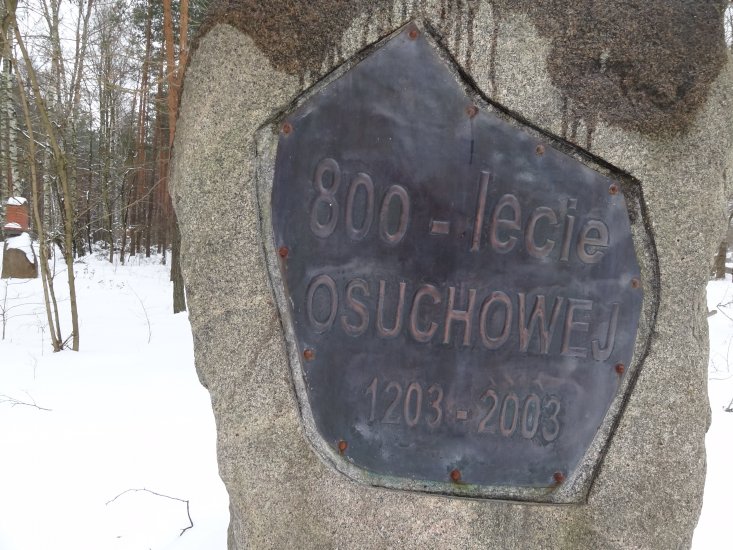 800 - lecie
OSUCHOWEJ
1203 - 2003